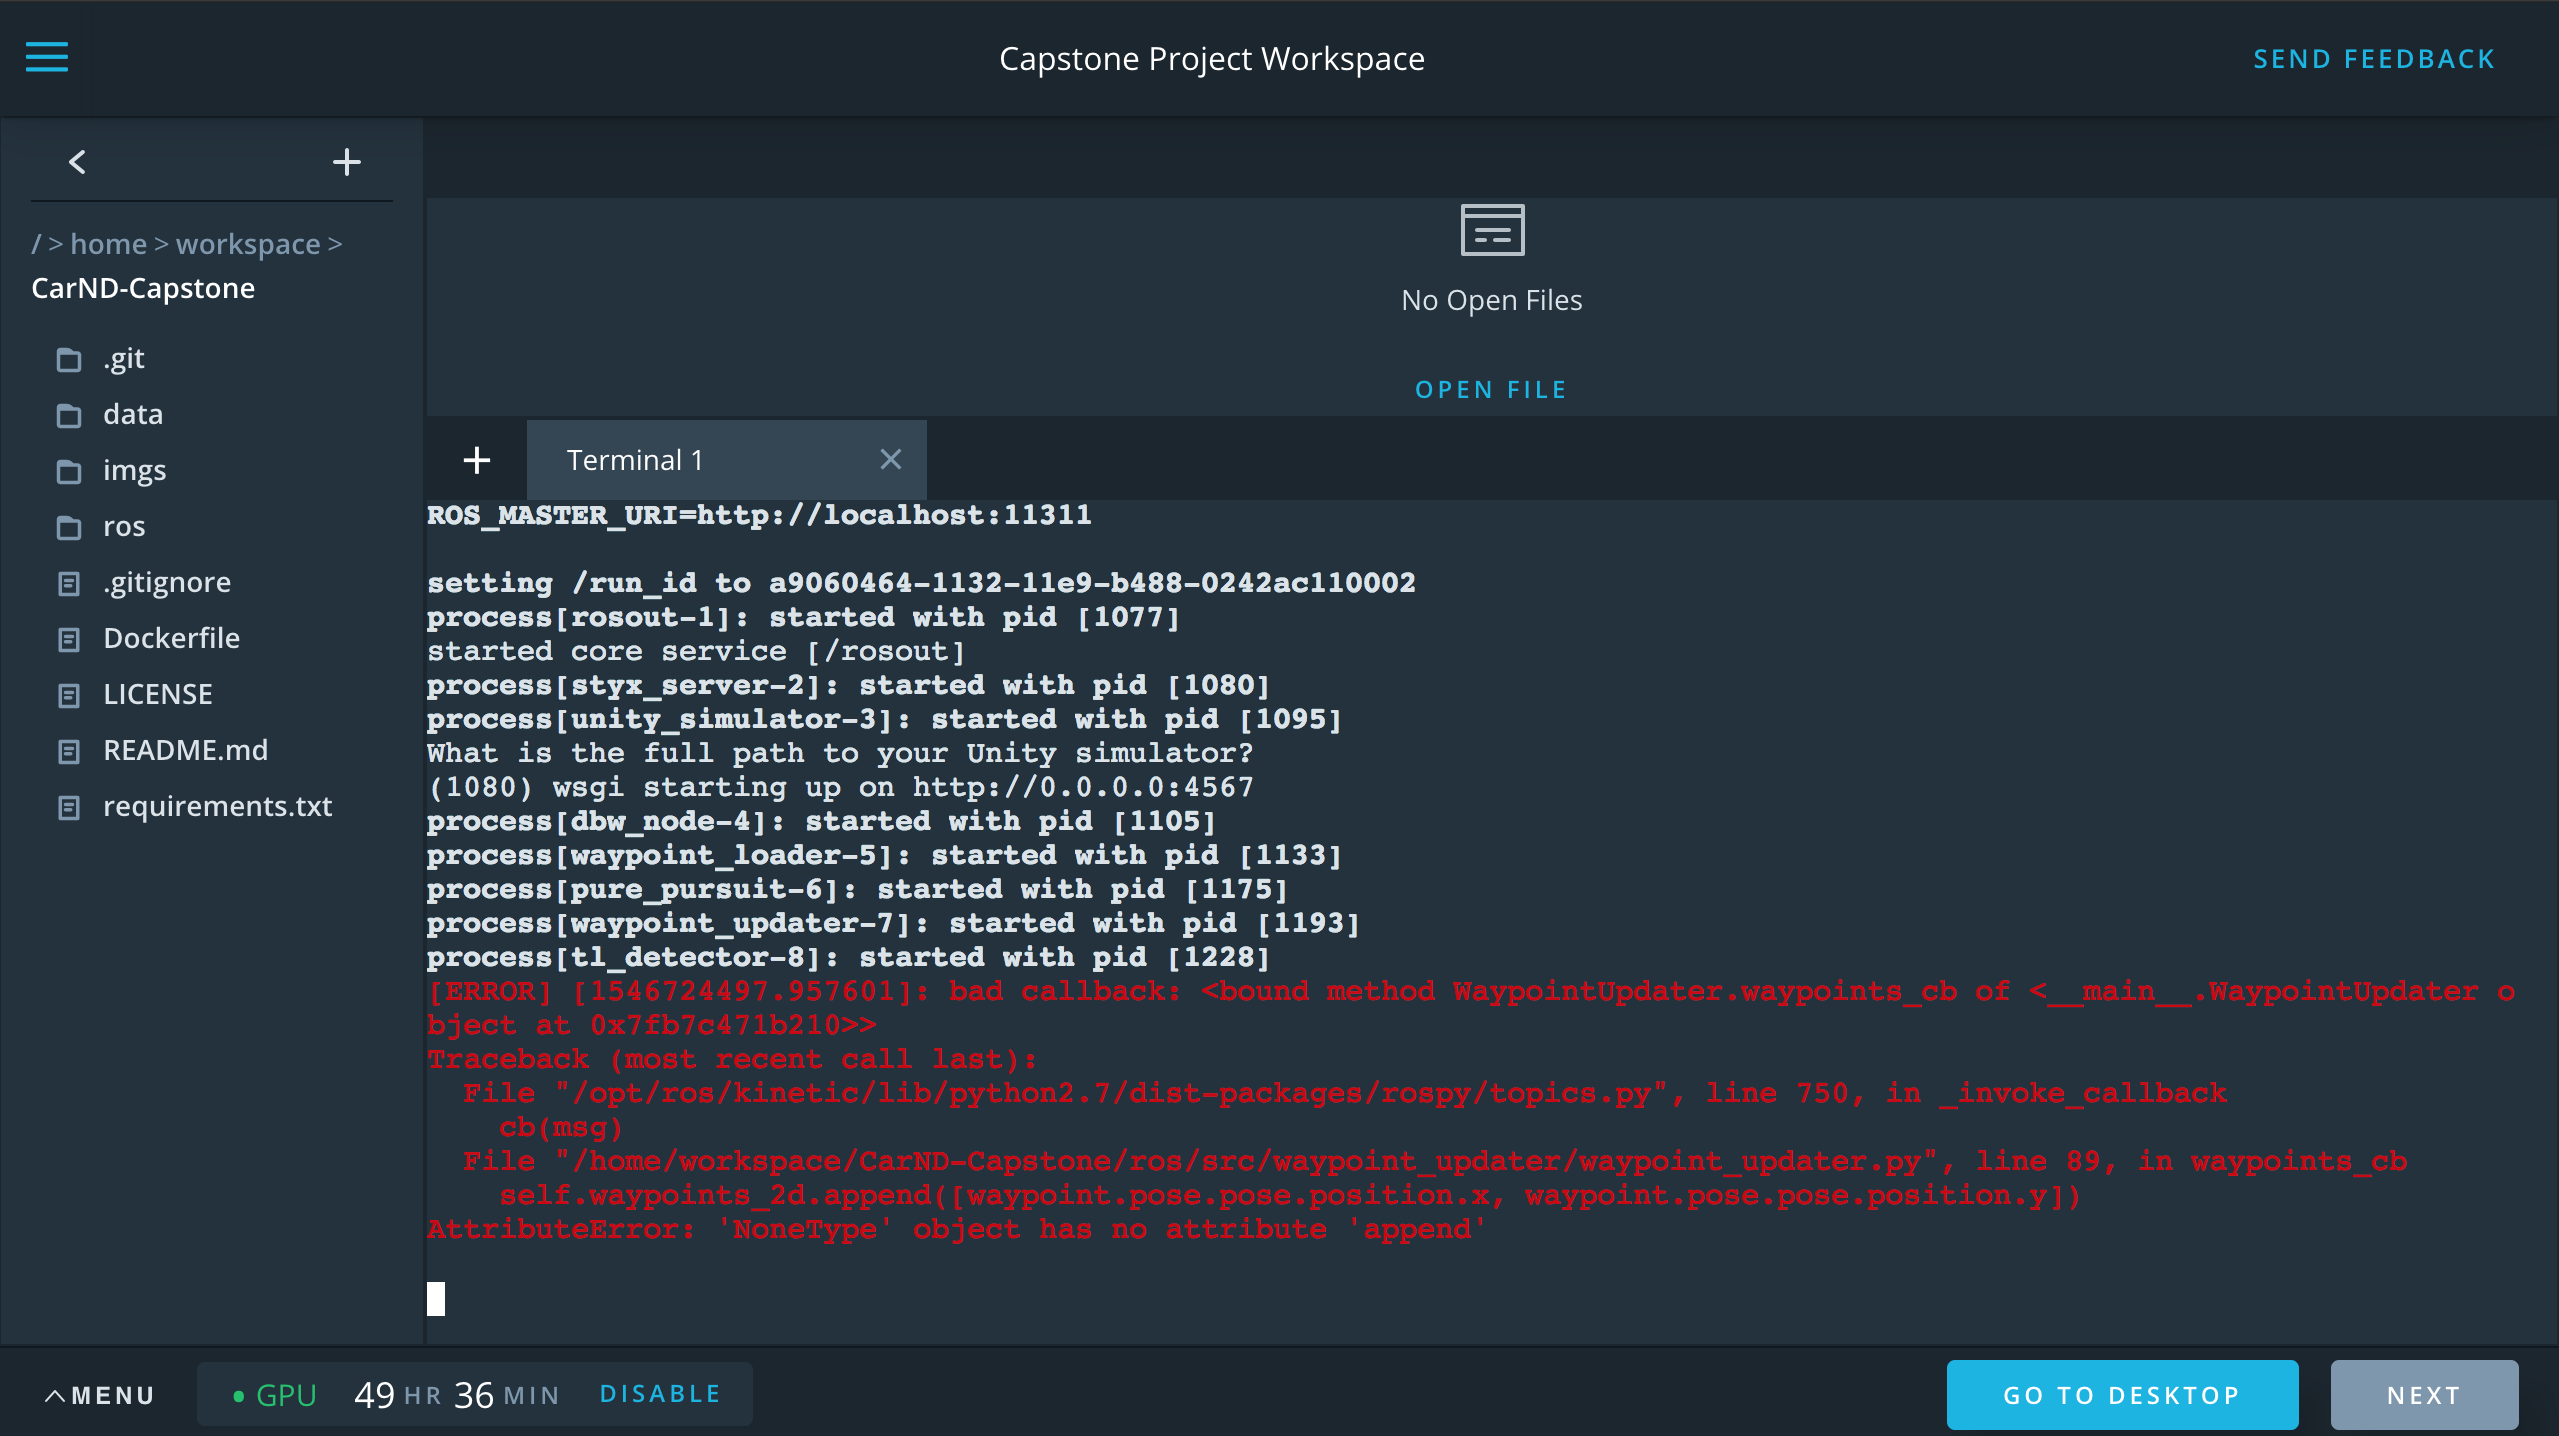 Capstone Project Workspace
SEND FEEDBACK
/ > home > workspace >
CarND-Capstone
.git
data
imgs
ros
.gitignore
Dockerfile
LICENSE
README.md
requirements.txt
No Open Files
OPEN FILE
Terminal 1
ROS_MASTER_URI=http://localhost:11311
setting /run_id to a9060464-1132-11e9-b488-0242ac110002
process[rosout-1]: started with pid [1077]
started core service [/rosout]
process[styx_server-2]: started with pid [1080]
process[unity_simulator-3]: started with pid [1095]
What is the full path to your Unity simulator?
(1080) wsgi starting up on http://0.0.0.0:4567
process[dbw_node-4]: started with pid [1105]
process[waypoint_loader-5]: started with pid [1133]
process[pure_pursuit-6]: started with pid [1175]
process[waypoint_updater-7]: started with pid [1193]
process[tl_detector-8]: started with pid [1228]
[ERROR] [1546724497.957601]: bad callback: <bound method WaypointUpdater.waypoints_cb of <__main__.WaypointUpdater o
bject at 0x7fb7c471b210>>
Traceback (most recent call last):
  File "/opt/ros/kinetic/lib/python2.7/dist-packages/rospy/topics.py", line 750, in _invoke_callback
    cb(msg)
  File "/home/workspace/CarND-Capstone/ros/src/waypoint_updater/waypoint_updater.py", line 89, in waypoints_cb
    self.waypoints_2d.append([waypoint.pose.pose.position.x, waypoint.pose.pose.position.y])
AttributeError: 'NoneType' object has no attribute 'append'
MENU
GPU 49 HR 36 MIN DISABLE
GO TO DESKTOP
NEXT